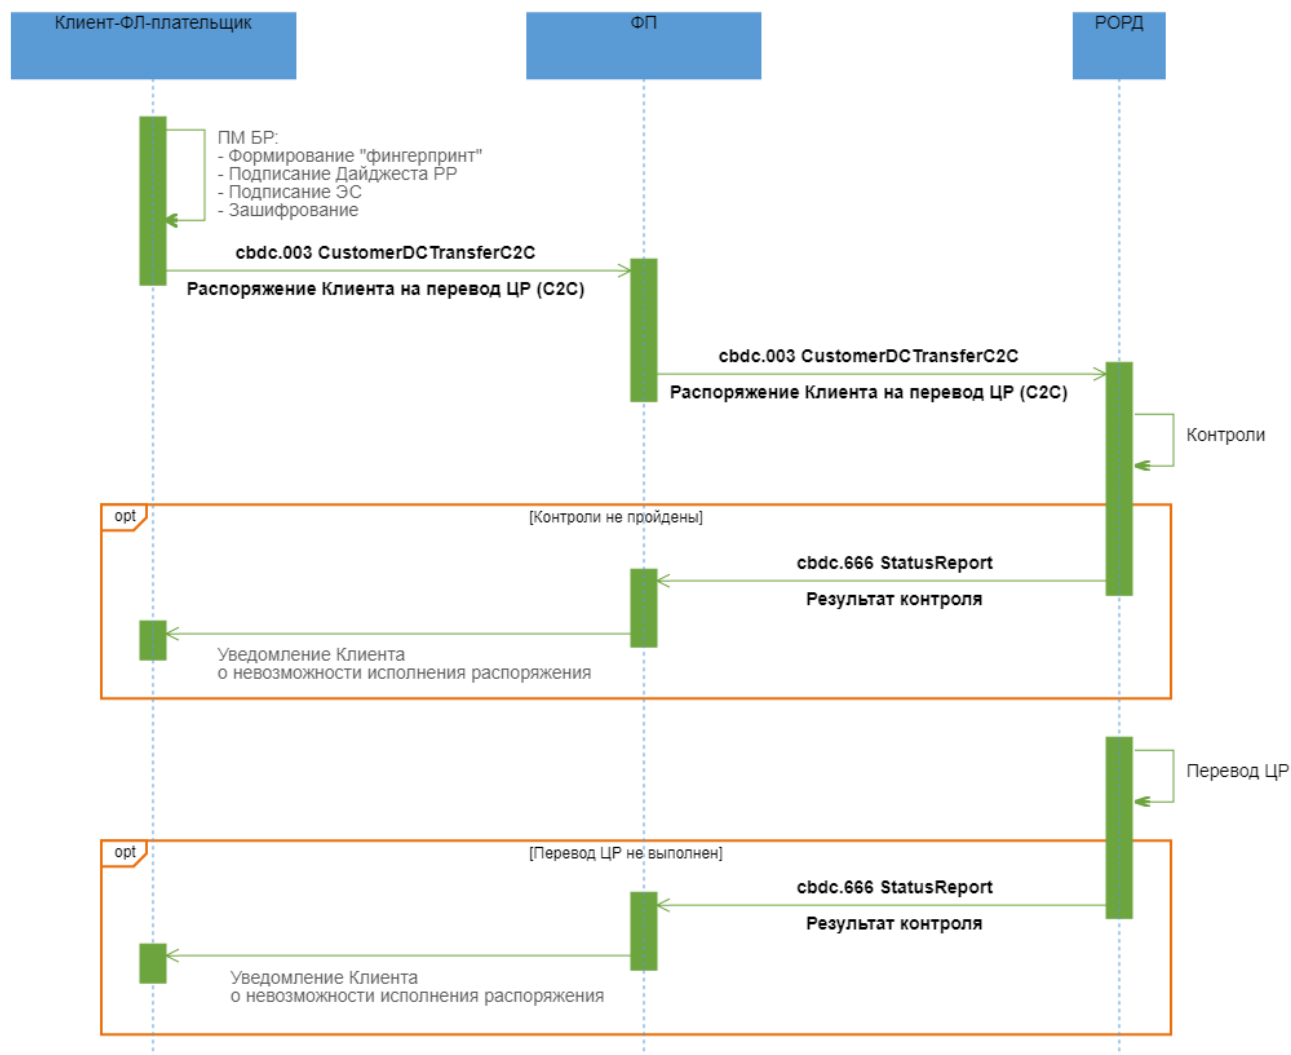 Клиент-ФЛ-плательщик
ФП
РОРД
ПМ БР:
- Формирование "фингерпринт"
- Подписание Дайджеста РР
- Подписание ЭС
- Зашифрование
cbdc.003 CustomerDCTransferC2C
Распоряжение Клиента на перевод ЦР (С2С)
cbdc.003 CustomerDCTransferC2C
Распоряжение Клиента на перевод ЦР (С2С)
Контроли
opt
[Контроли не пройдены]
cbdc.666 StatusReport
Результат контроля
Уведомление Клиента
о невозможности исполнения распоряжения
Перевод ЦР
opt
[Перевод ЦР не выполнен]
cbdc.666 StatusReport
Результат контроля
Уведомление Клиента
о невозможности исполнения распоряжения